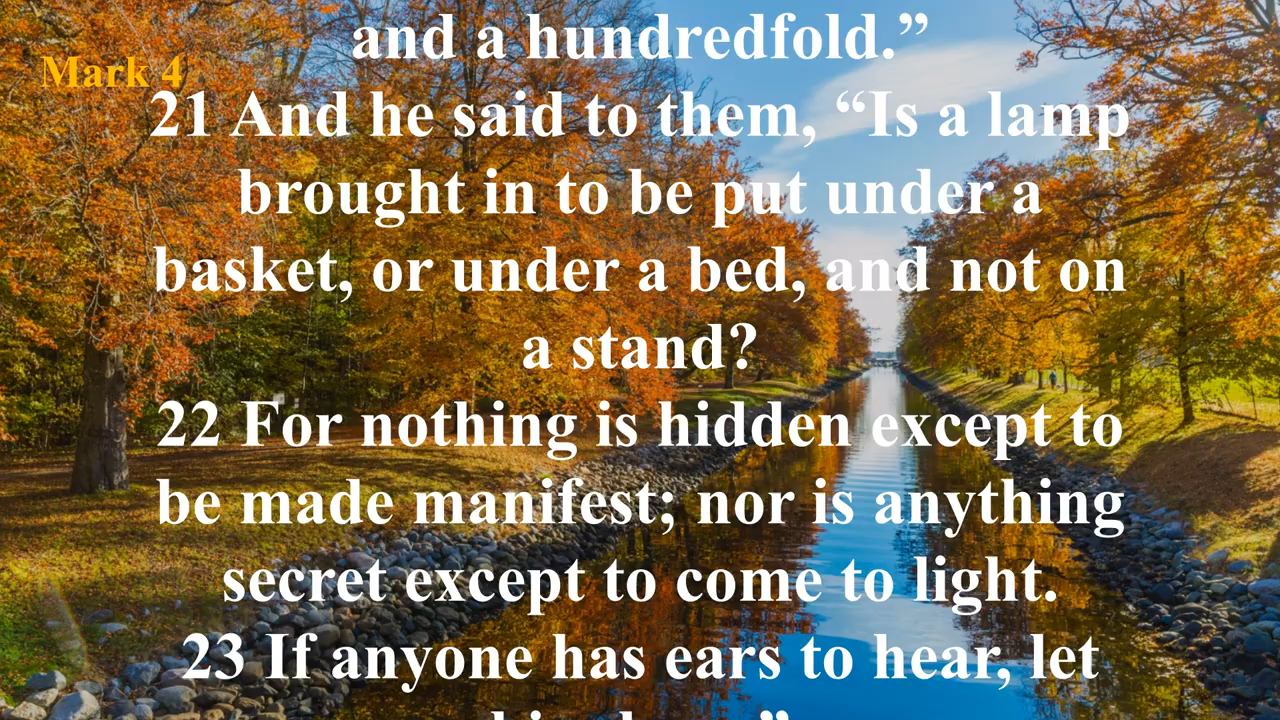 and a hundredfold.”
Mark 4
21 And he said to them, “Is a lamp
brought in to be put under a
basket, or under a bed, and not on
a stand?
22 For nothing is hidden except to
be made manifest; nor is anything
secret except to come to light.
23 If anyone has ears to hear, let